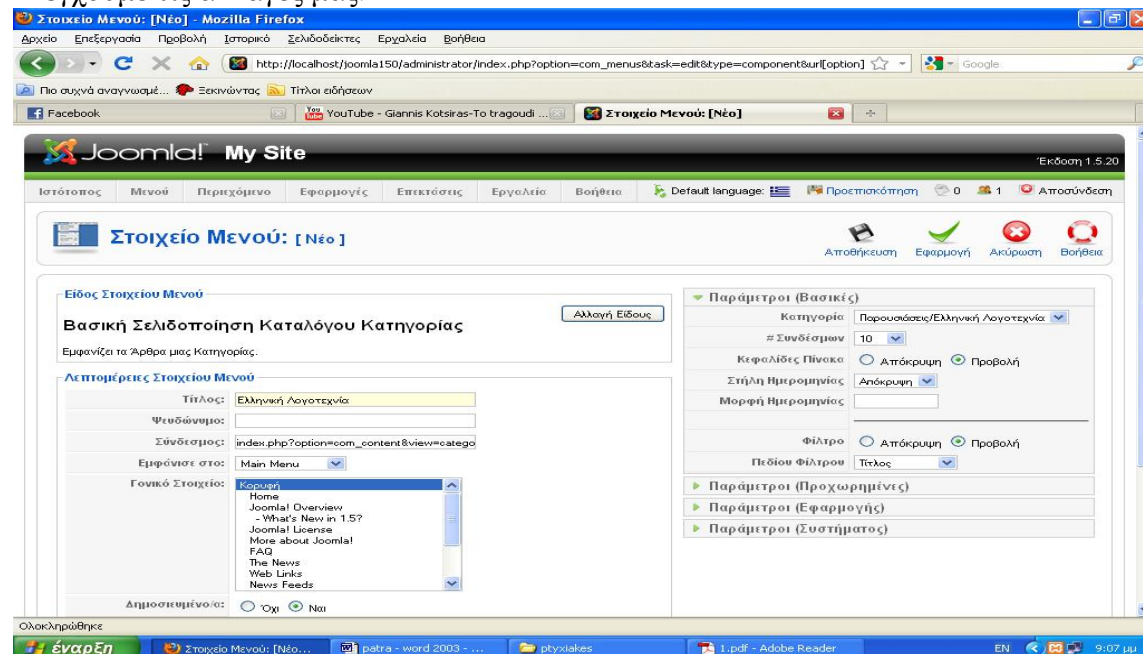 Στοιχείο Μενού: [Νέο] - Mozilla Firefox
Αρχείο Επεξεργασία Προβολή Ιστορικό Σελιδοδείκτες Εργαλεία Βοήθεια
http://localhost/joomla150/administrator/index.php?option=com_menus&task=edit&type=component&url[option] Google
Πιο συχνά αναγνωσμέ... Ξεκινώντας Τίτλοι ειδήσεων
Facebook YouTube - Giannis Kotsiras-To tragoudi ... Στοιχείο Μενού: [Νέο]
Joomla! My Site Έκδοση 1.5.20
Ιστότοπος Μενού Περιεχόμενο Εφαρμογές Επεκτάσεις Εργαλεία Βοήθεια Default language: Προεπισκόπηση 0 1 Αποσύνδεση
Στοιχείο Μενού: [ Νέο ]
Αποθήκευση Εφαρμογή Ακύρωση Βοήθεια
Είδος Στοιχείου Μενού
Αλλαγή Είδους
Βασική Σελιδοποίηση Καταλόγου Κατηγορίας
Εμφανίζει τα Άρθρα μιας Κατηγορίας.
Λεπτομέρειες Στοιχείου Μενού
Τίτλος: Ελληνική Λογοτεχνία
Ψευδώνυμο:
Σύνδεσμος: index.php?option=com_content&view=catego
Εμφάνισε στο: Main Menu
Γονικό Στοιχείο: Κορυφή
Home
Joomla! Overview
- What's New in 1.5?
Joomla! License
More about Joomla!
FAQ
The News
Web Links
News Feeds
Δημοσιευμένο/α: Όχι Ναι
Παράμετροι (Βασικές)
Κατηγορία Παρουσιάσεις/Ελληνική Λογοτεχνία
# Συνδέσμων 10
Κεφαλίδες Πίνακα Απόκρυψη Προβολή
Στήλη Ημερομηνίας Απόκρυψη
Μορφή Ημερομηνίας
Φίλτρο Απόκρυψη Προβολή
Πεδίου Φίλτρου Τίτλος
Παράμετροι (Προχωρημένες)
Παράμετροι (Εφαρμογής)
Παράμετροι (Συστήματος)
Ολοκληρώθηκε
έναρξη Στοιχείο Μενού: [Νέο... patra - word 2003 - ... ptyxiakes 1.pdf - Adobe Reader EN 9:07 μμ